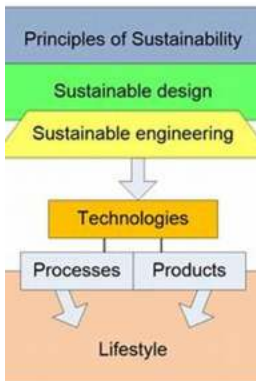 Principles of Sustainability
Sustainable design
Sustainable engineering
Technologies
Processes
Products
Lifestyle